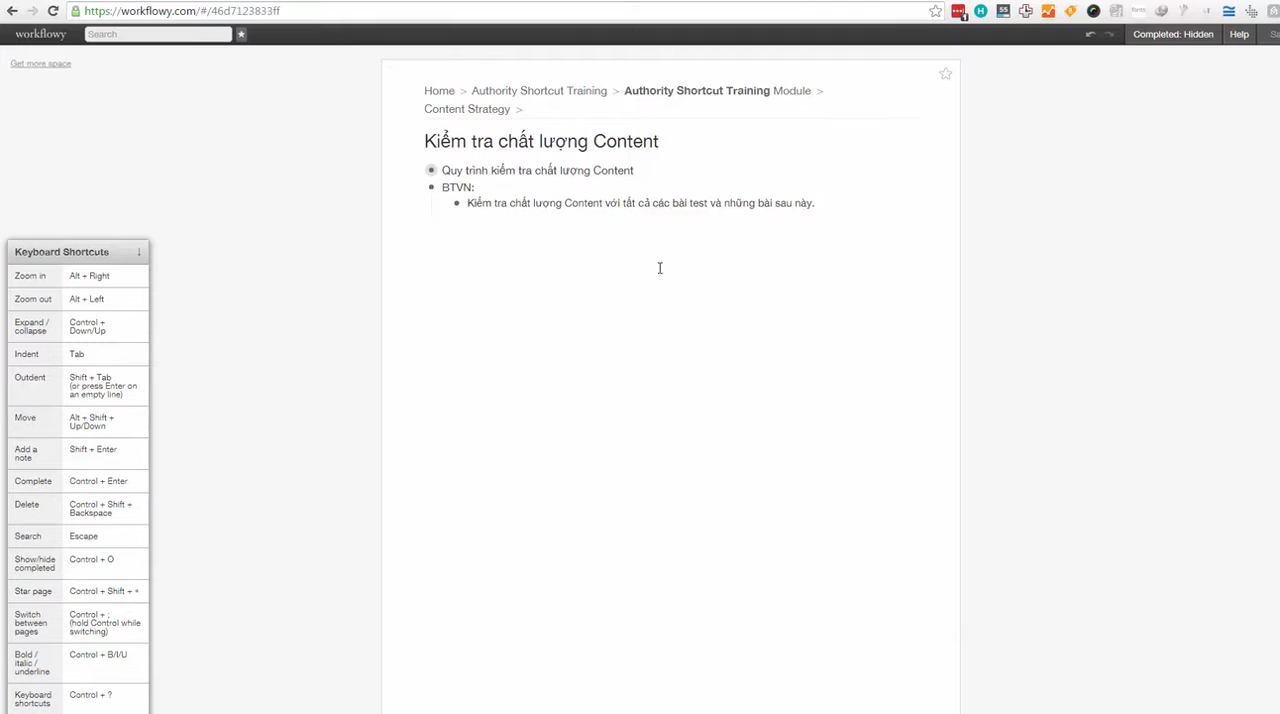 https://workflowy.com/#/46d7123833ff
workflowy
Search
Completed: Hidden
Help
Get more space
Home > Authority Shortcut Training > Authority Shortcut Training Module >
Content Strategy >
Kiểm tra chất lượng Content
Quy trình kiểm tra chất lượng Content
BTVN:
Kiểm tra chất lượng Content với tất cả các bài test và những bài sau này.
Keyboard Shortcuts ↓
Zoom in Alt + Right
Zoom out Alt + Left
Expand / Control +
collapse Down/Up
Indent Tab
Outdent Shift + Tab
(or press Enter on
an empty line)
Move Alt + Shift +
Up/Down
Add a Shift + Enter
note
Complete Control + Enter
Delete Control + Shift +
Backspace
Search Escape
Show/hide Control + O
completed
Star page Control + Shift + *
Switch Control + ;
between (hold Control while
pages switching)
Bold / Control + B/I/U
italic /
underline
Keyboard Control + ?
shortcuts